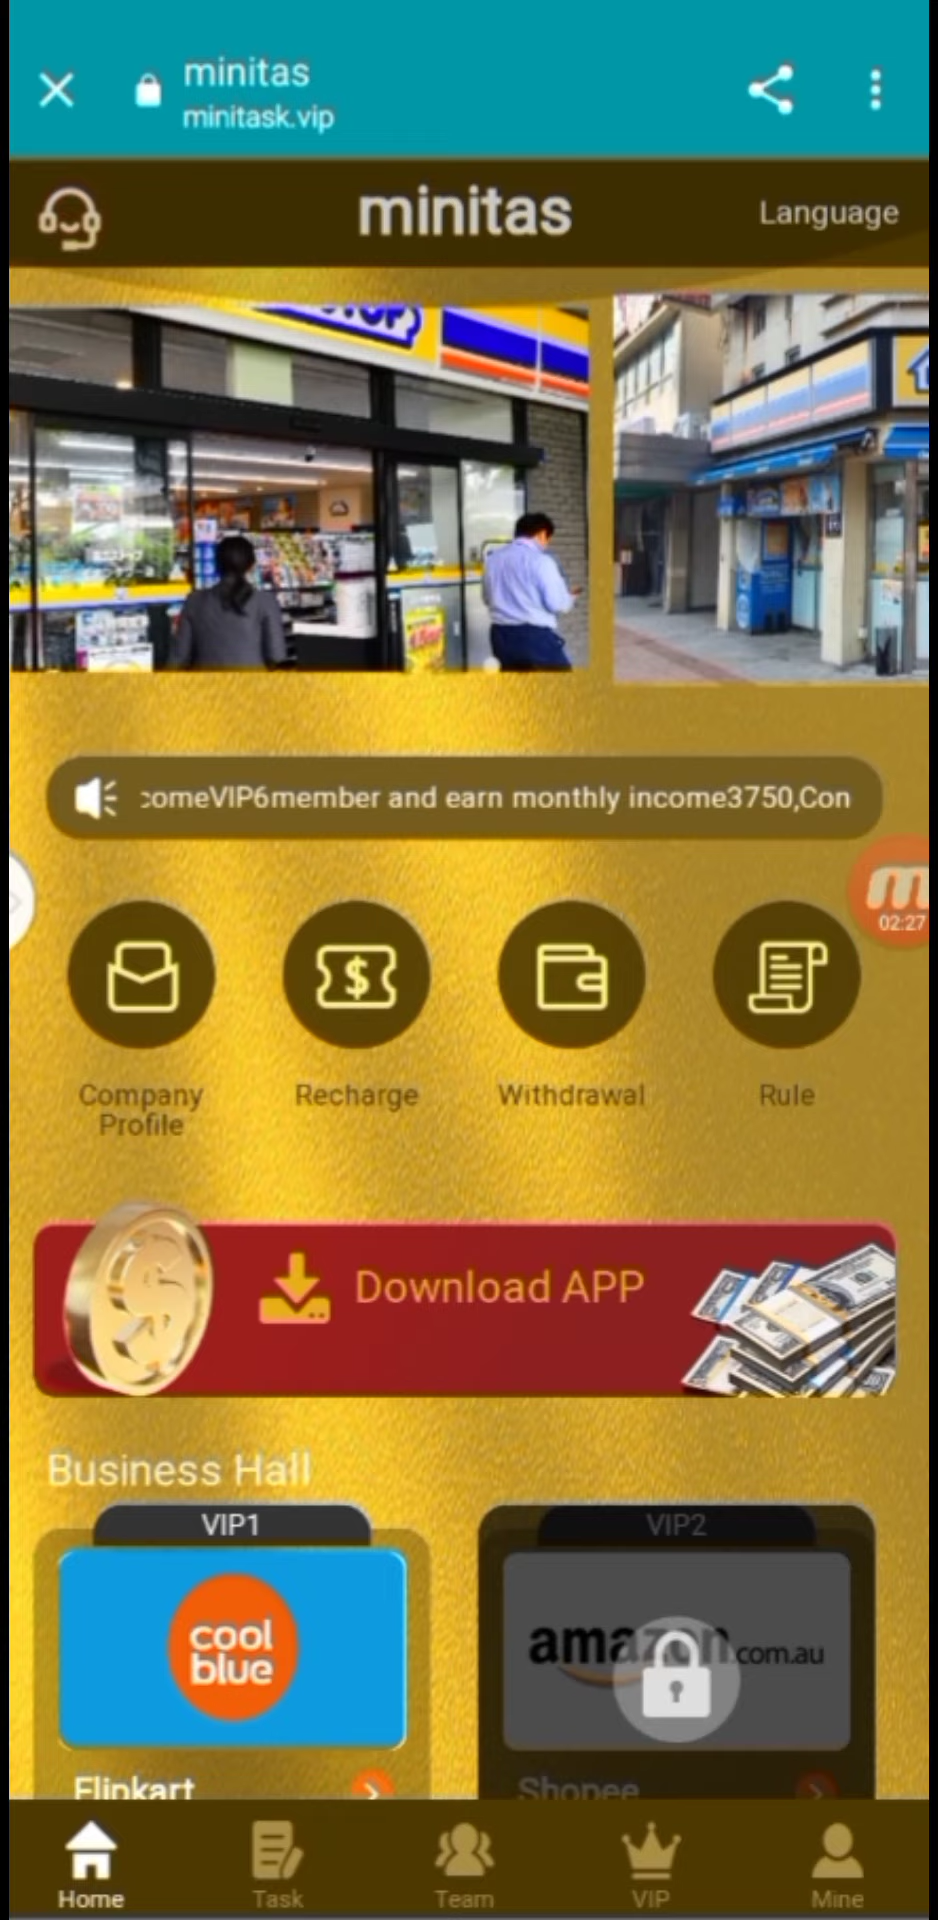 minitas
minitask.vip
minitas
Language
comeVIP6member and earn monthly income3750,Con
02:27
Company
Profile
Recharge
Withdrawal
Rule
Download APP
Business Hall
VIP1
VIP2
cool
blue
amazon.com.au
Flipkart
Shopee
Home
Task
Team
VIP
Mine